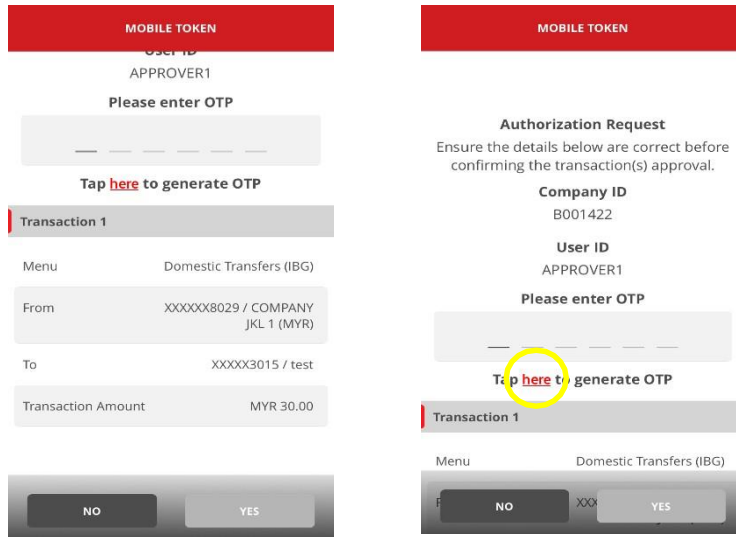 MOBILE TOKEN
User ID
APPROVER1
Please enter OTP
Tap here to generate OTP
Transaction 1
Menu Domestic Transfers (IBG)
From XXXXXX8029 / COMPANY
JKL 1 (MYR)
To XXXXX3015 / test
Transaction Amount MYR 30.00
NO YES
MOBILE TOKEN
Authorization Request
Ensure the details below are correct before
confirming the transaction(s) approval.
Company ID
B001422
User ID
APPROVER1
Please enter OTP
Tap here to generate OTP
Transaction 1
Menu Domestic Transfers (IBG)
NO YES